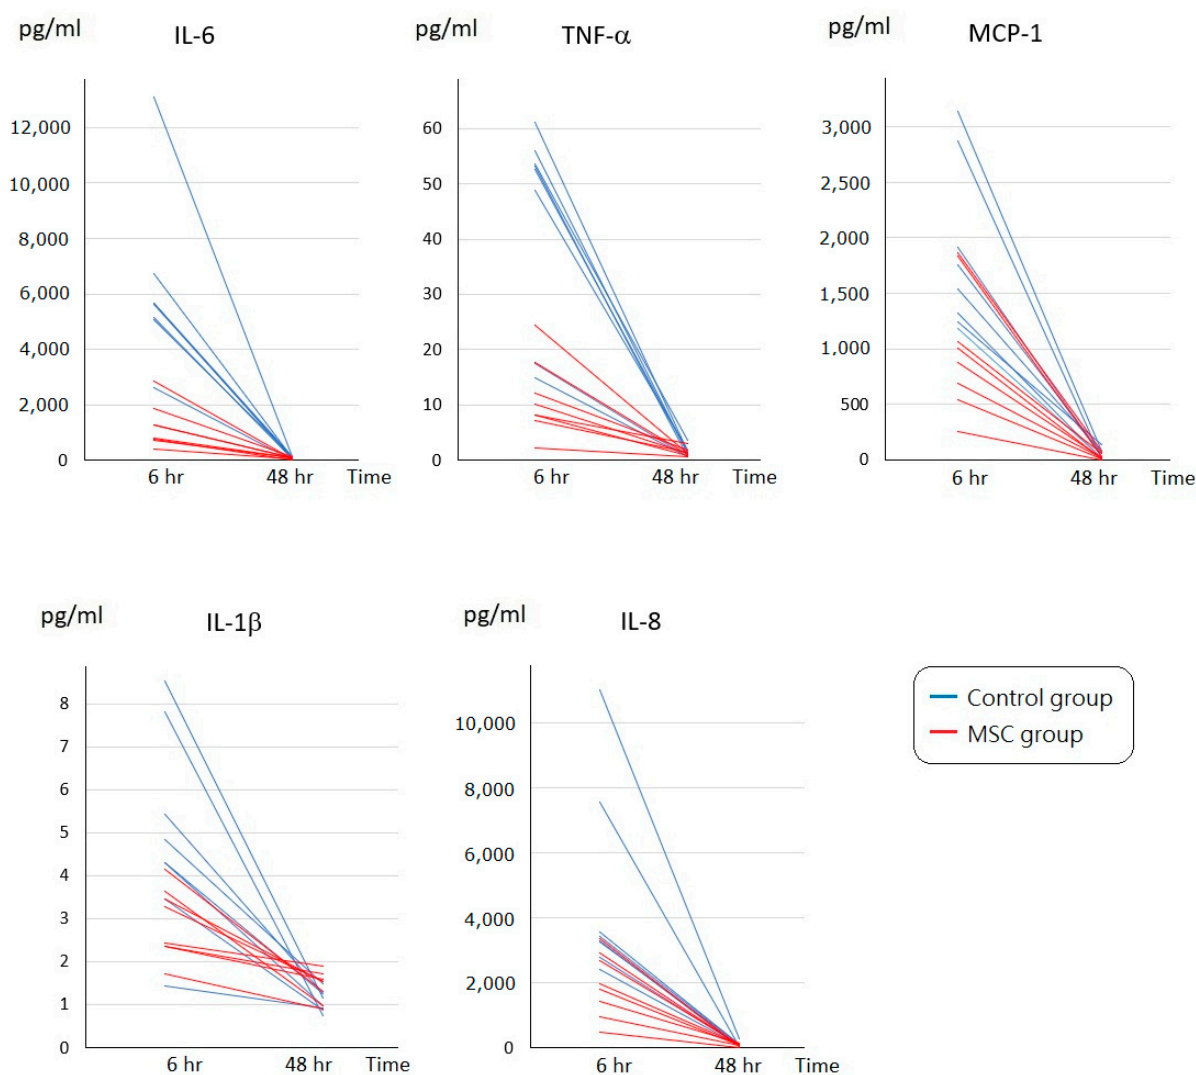 pg/ml
IL-6
12,000
10,000
8,000
6,000
4,000
2,000
0
6 hr 48 hr Time
pg/ml
TNF-α
60
50
40
30
20
10
0
6 hr 48 hr Time
pg/ml
MCP-1
3,000
2,500
2,000
1,500
1,000
500
0
6 hr 48 hr Time
pg/ml
IL-1β
8
7
6
5
4
3
2
1
0
6 hr 48 hr Time
pg/ml
IL-8
10,000
8,000
6,000
4,000
2,000
0
6 hr 48 hr Time
Control group
MSC group